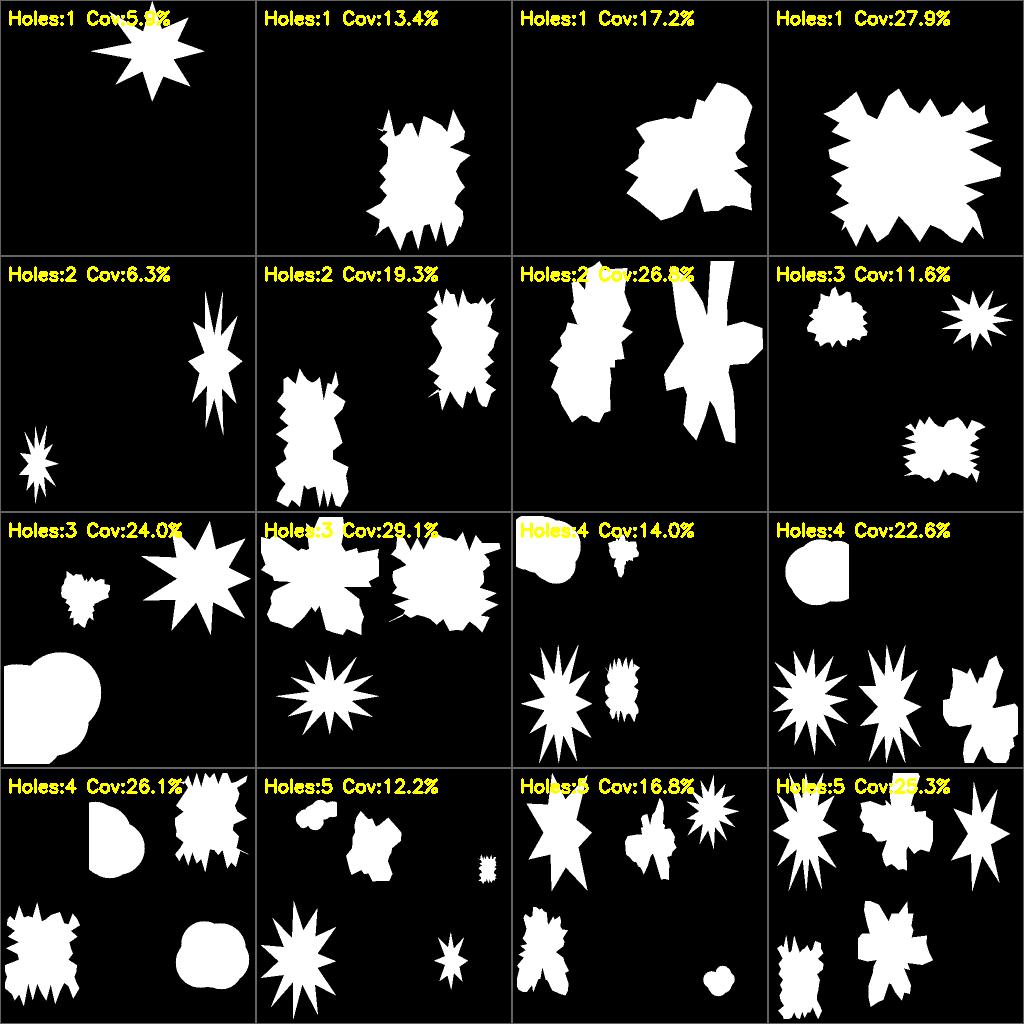 Holes:1 Cov:5.9%
Holes:1 Cov:13.4%
Holes:1 Cov:17.2%
Holes:1 Cov:27.9%
Holes:2 Cov:6.3%
Holes:2 Cov:19.3%
Holes:2 Cov:26.8%
Holes:3 Cov:11.6%
Holes:3 Cov:24.0%
Holes:3 Cov:29.1%
Holes:4 Cov:14.0%
Holes:4 Cov:22.6%
Holes:4 Cov:26.1%
Holes:5 Cov:12.2%
Holes:5 Cov:16.8%
Holes:5 Cov:25.3%